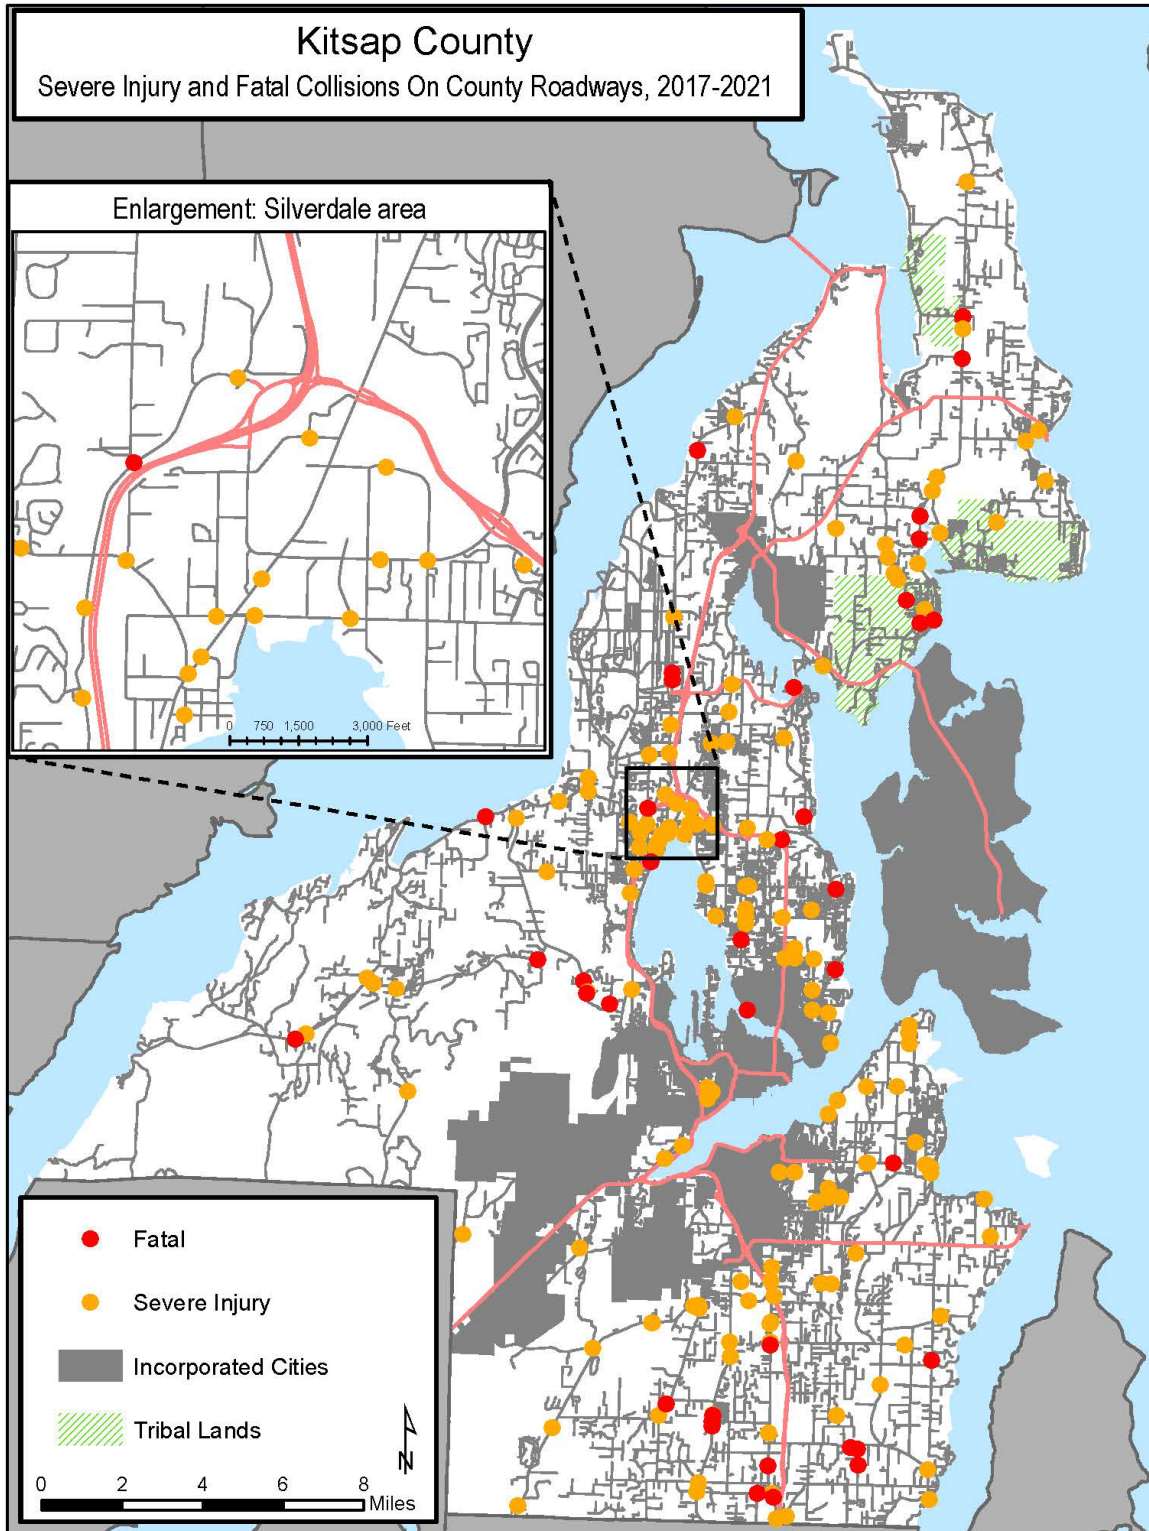 Kitsap County
Severe Injury and Fatal Collisions On County Roadways, 2017-2021
Enlargement: Silverdale area
0 750 1,500 3,000 Feet
Fatal
Severe Injury
Incorporated Cities
Tribal Lands
N
0 2 4 6 8
Miles